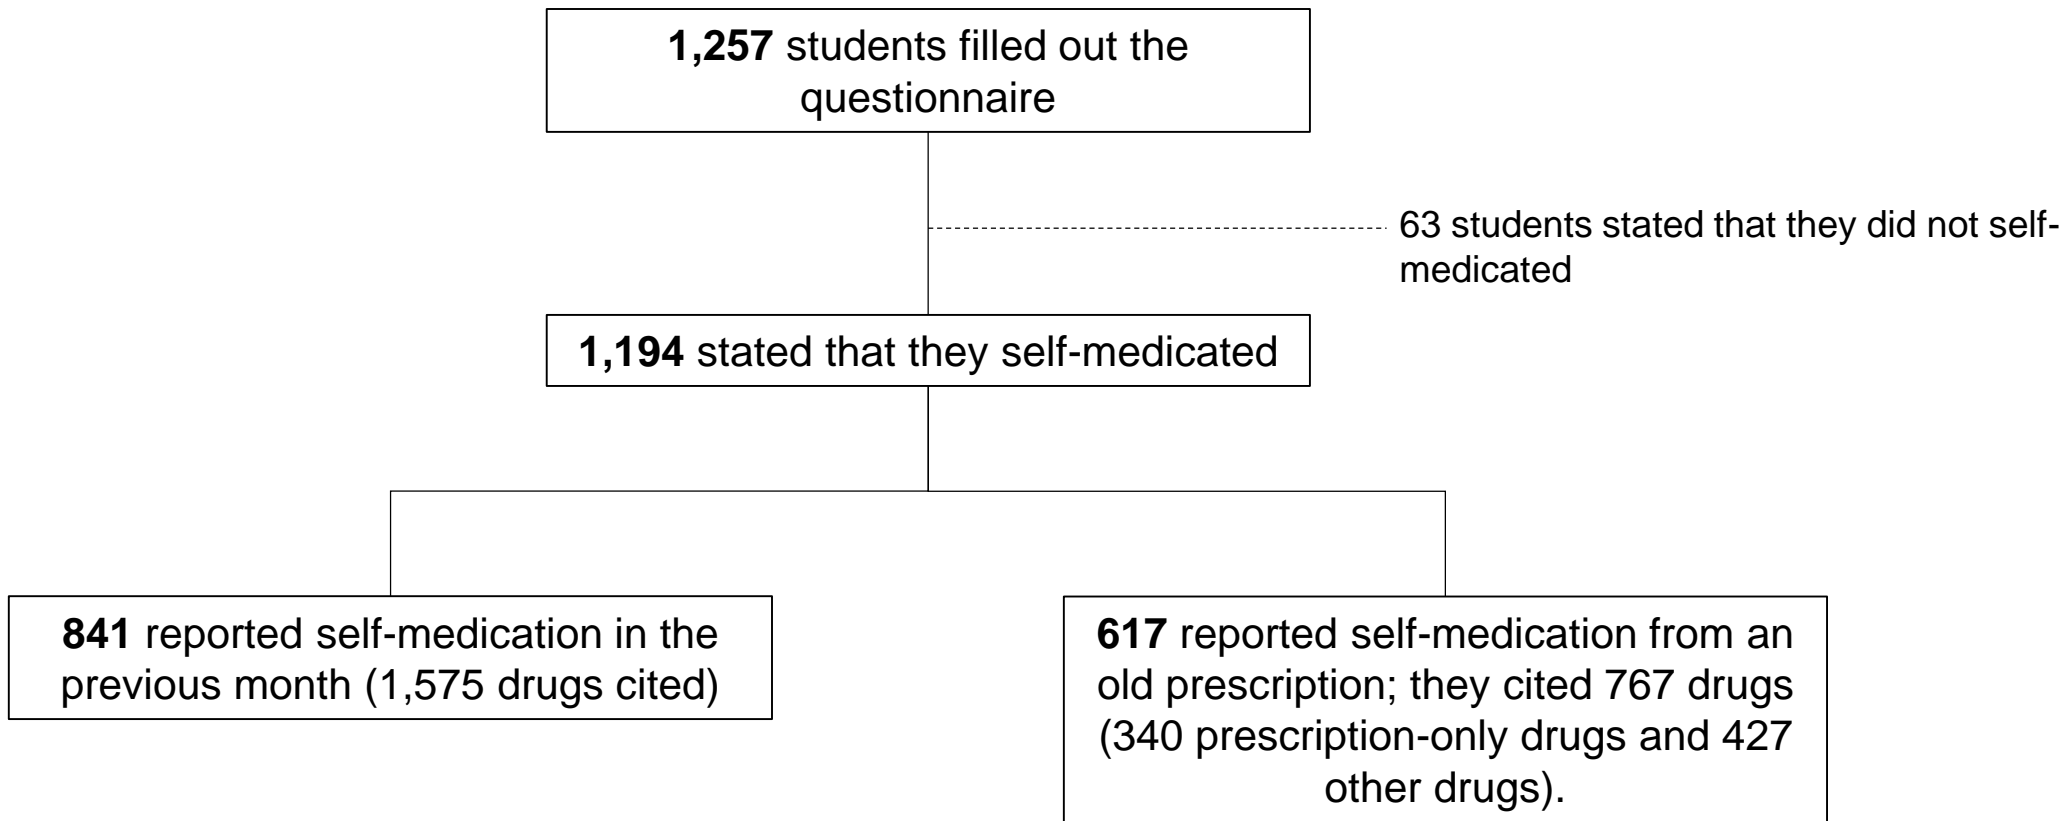 1,257 students filled out the
questionnaire
63 students stated that they did not self-
medicated
1,194 stated that they self-medicated
841 reported self-medication in the
previous month (1,575 drugs cited)
617 reported self-medication from an
old prescription; they cited 767 drugs
(340 prescription-only drugs and 427
other drugs).